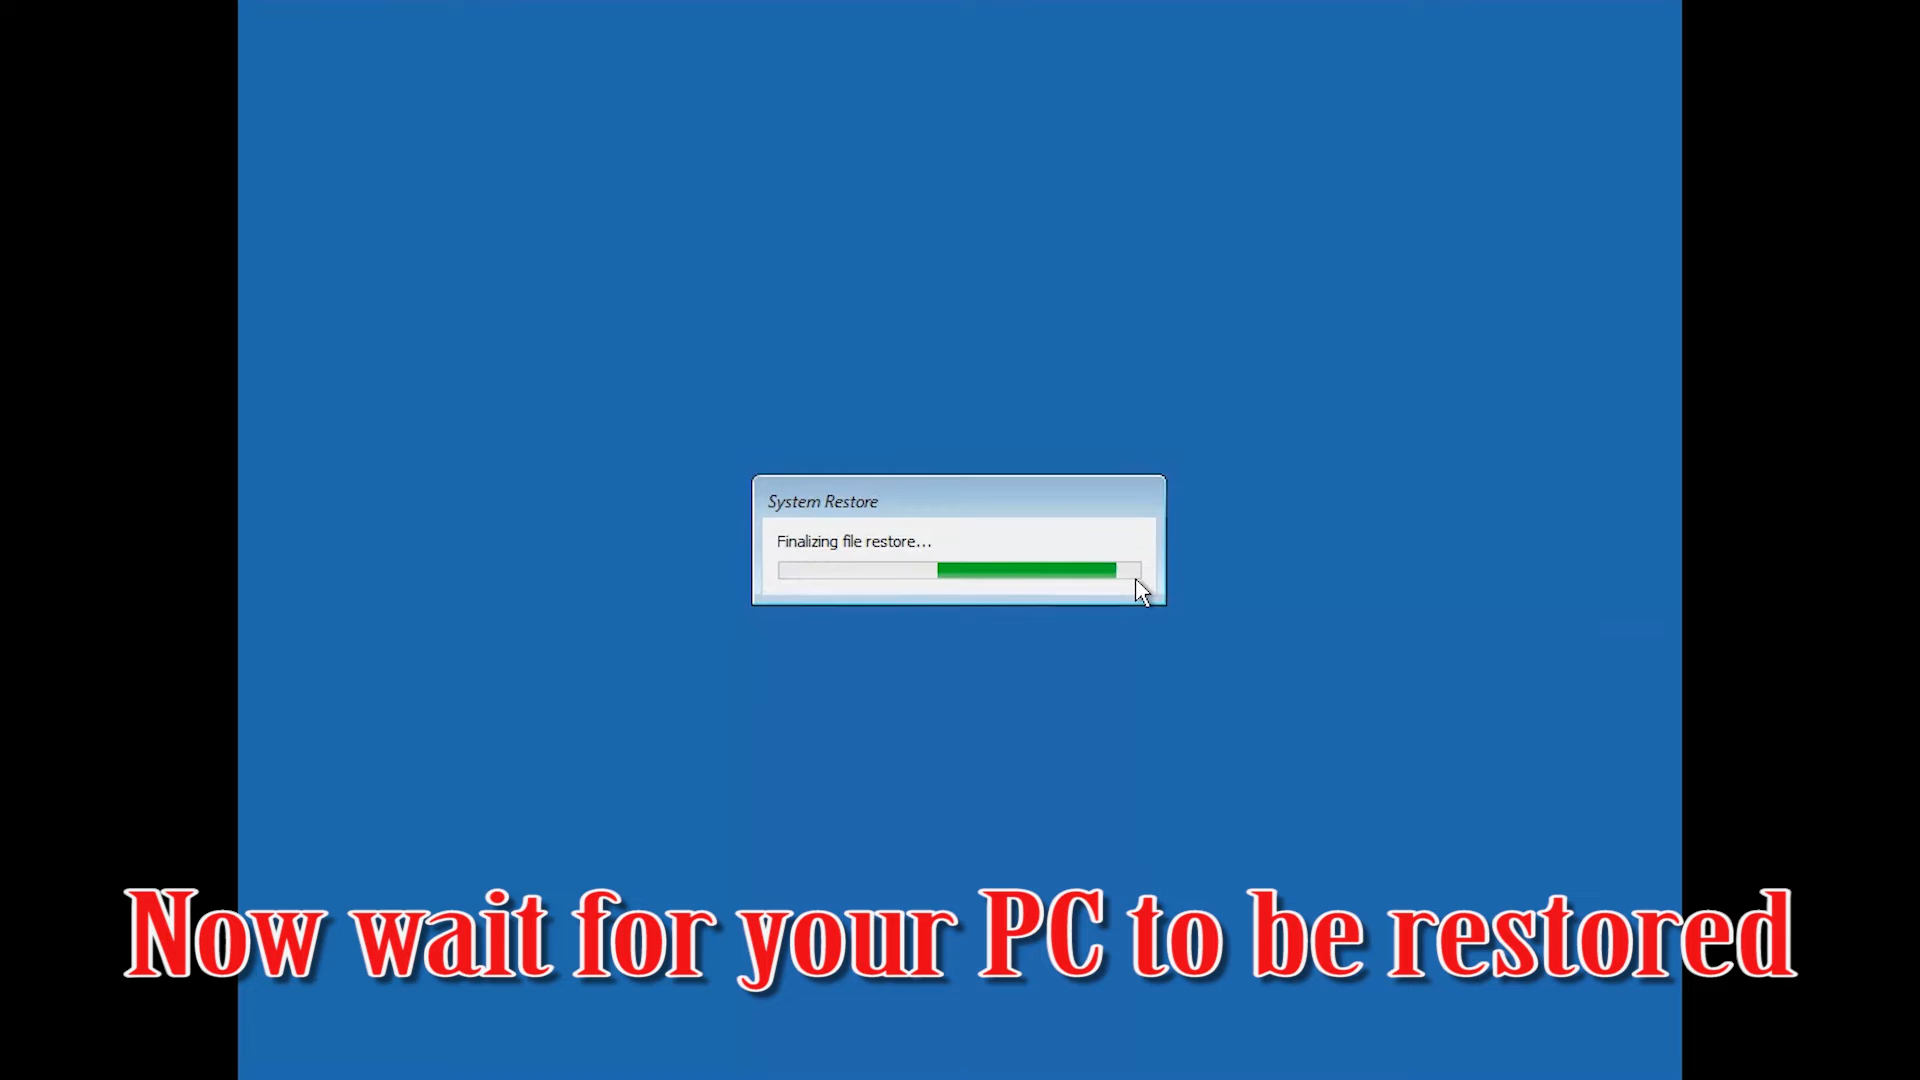 System Restore
Finalizing file restore...
Now wait for your PC to be restored